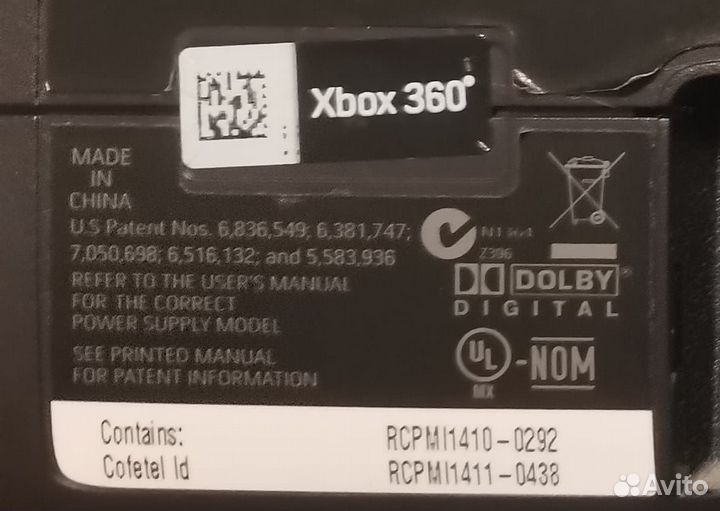 Xbox 360
MADE
IN
CHINA
U.S Patent Nos. 6,836,549; 6,381,747;
7,050,698; 6,516,132; and 5,583,936
REFER TO THE USER'S MANUAL
FOR THE CORRECT
POWER SUPPLY MODEL
SEE PRINTED MANUAL
FOR PATENT INFORMATION
Z396
DOLBY®
DIGITAL
UL
MX
-NOM
Contains: RCPMI1410-0292
Cofetel Id RCPMI1411-0438
Avito